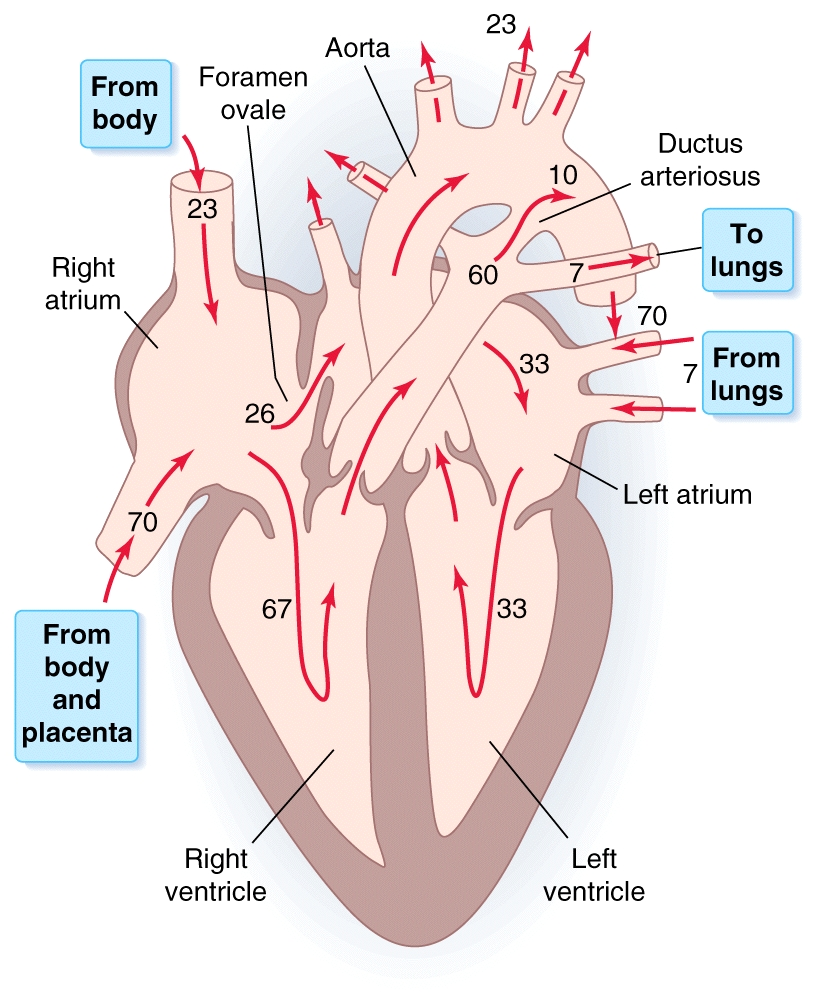 23
Aorta
From
body
Foramen
ovale
Ductus
arteriosus
10
23
To
lungs
Right
atrium
60
7
70
From
lungs
33
7
26
Left atrium
70
67
33
From
body
and
placenta
Right
ventricle
Left
ventricle